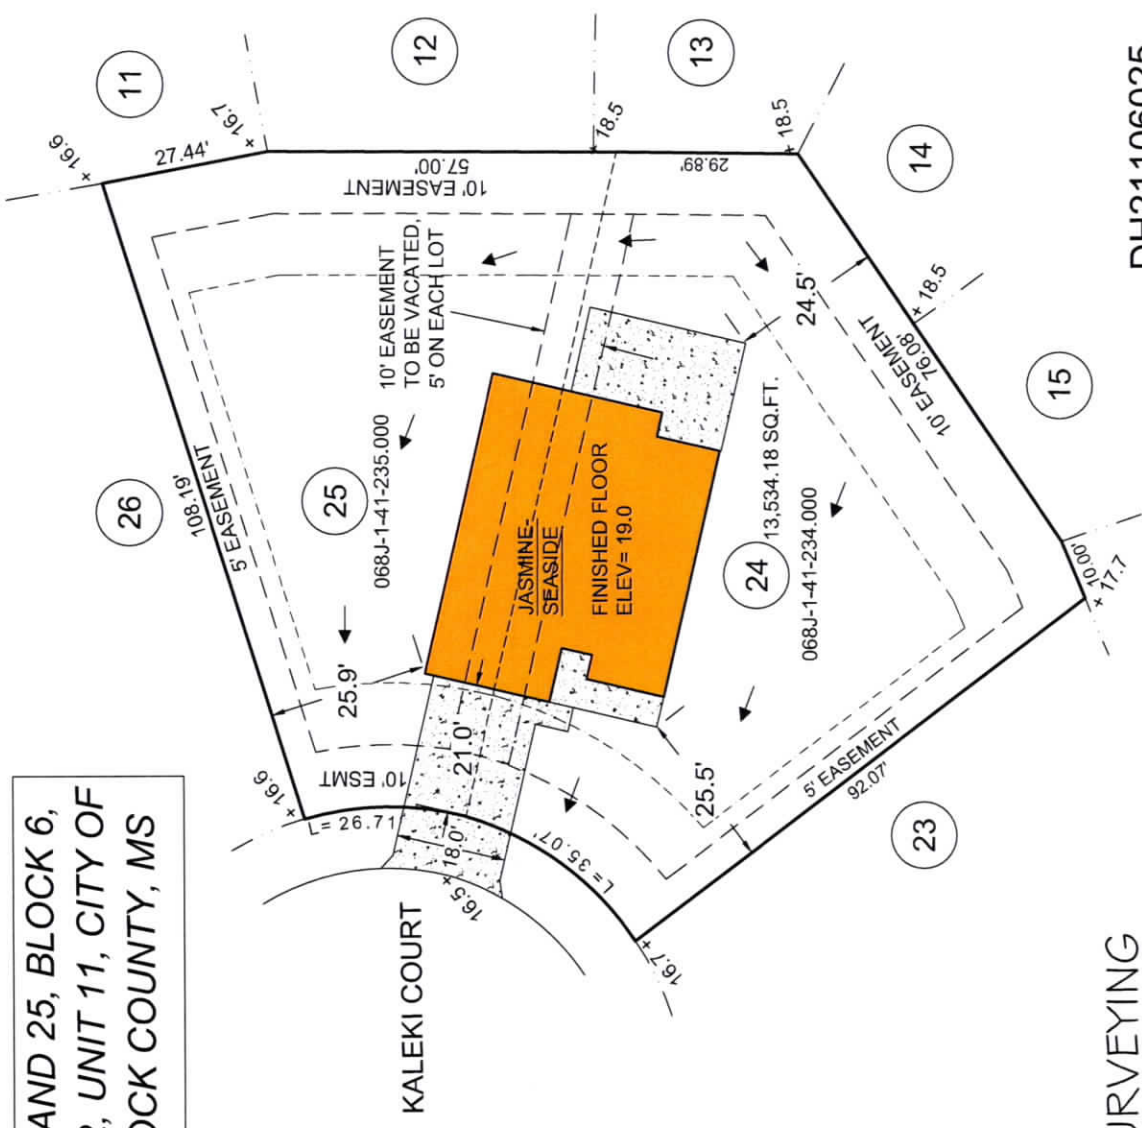 AND 25, BLOCK 6,
, UNIT 11, CITY OF
OCK COUNTY, MS
11
12
13
14
15
23
24
25
26
16.6
16.7
18.5
18.5
18.5
17.7
16.7
16.5
16.6
27.44'
57.00'
10' EASEMENT
29.89'
10' EASEMENT
76.08'
10.00'
5' EASEMENT
92.07'
108.19'
5' EASEMENT
10' EASEMENT
TO BE VACATED,
5' ON EACH LOT
068J-1-41-235.000
JASMINE-
SEASIDE
FINISHED FLOOR
ELEV= 19.0
13,534.18 SQ.FT.
068J-1-41-234.000
24.5'
25.9'
25.5'
21.0'
18.0'
10' ESMT
L= 26.71
L= 35.07'
KALEKI COURT
URVEYING